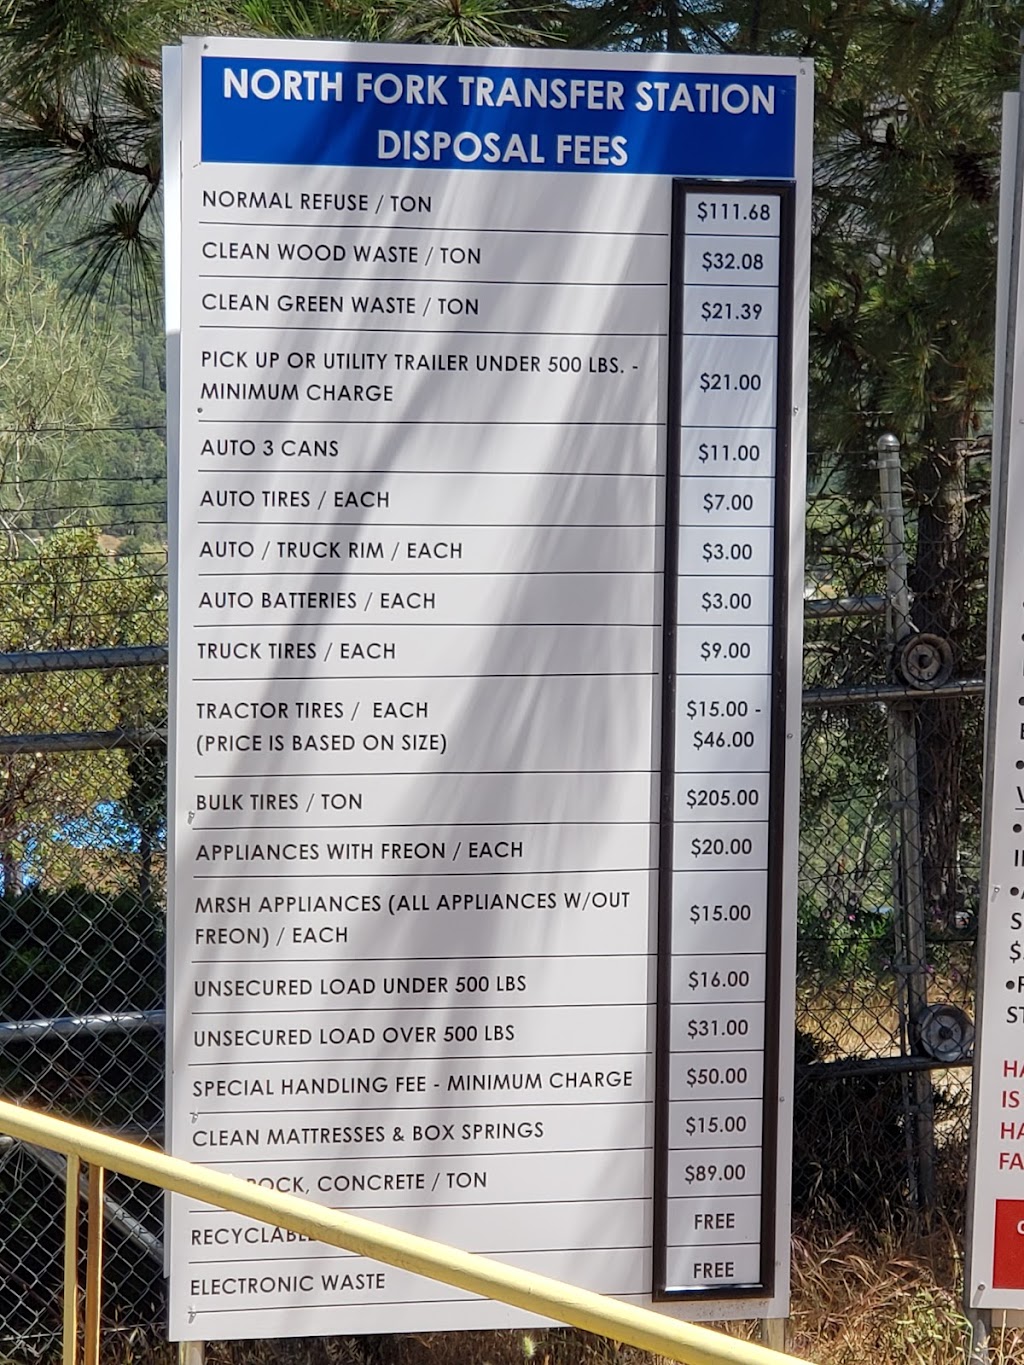 NORTH FORK TRANSFER STATION
DISPOSAL FEES
NORMAL REFUSE / TON $111.68
CLEAN WOOD WASTE / TON $32.08
CLEAN GREEN WASTE / TON $21.39
PICK UP OR UTILITY TRAILER UNDER 500 LBS. -
MINIMUM CHARGE $21.00
AUTO 3 CANS $11.00
AUTO TIRES / EACH $7.00
AUTO / TRUCK RIM / EACH $3.00
AUTO BATTERIES / EACH $3.00
TRUCK TIRES / EACH $9.00
TRACTOR TIRES / EACH $15.00 -
(PRICE IS BASED ON SIZE) $46.00
BULK TIRES / TON $205.00
APPLIANCES WITH FREON / EACH $20.00
MRSH APPLIANCES (ALL APPLIANCES W/OUT
FREON) / EACH $15.00
UNSECURED LOAD UNDER 500 LBS $16.00
UNSECURED LOAD OVER 500 LBS $31.00
SPECIAL HANDLING FEE - MINIMUM CHARGE $50.00
CLEAN MATTRESSES & BOX SPRINGS $15.00
ROCK, CONCRETE / TON $89.00
RECYCLABLE FREE
ELECTRONIC WASTE FREE
IS